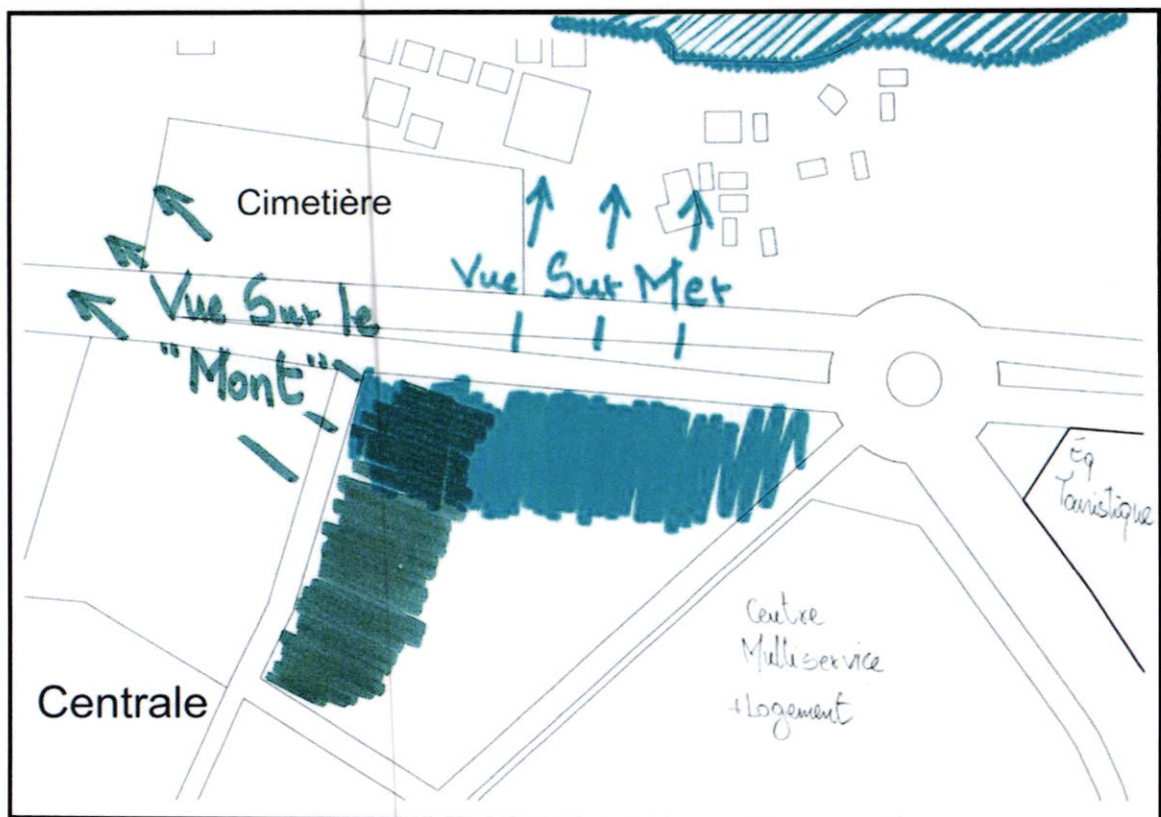 Cimetière
Vue Sur Mer
Vue Sur le
"Mont"
Éq
Touristique
Centre
Multiservice
+Logement
Centrale